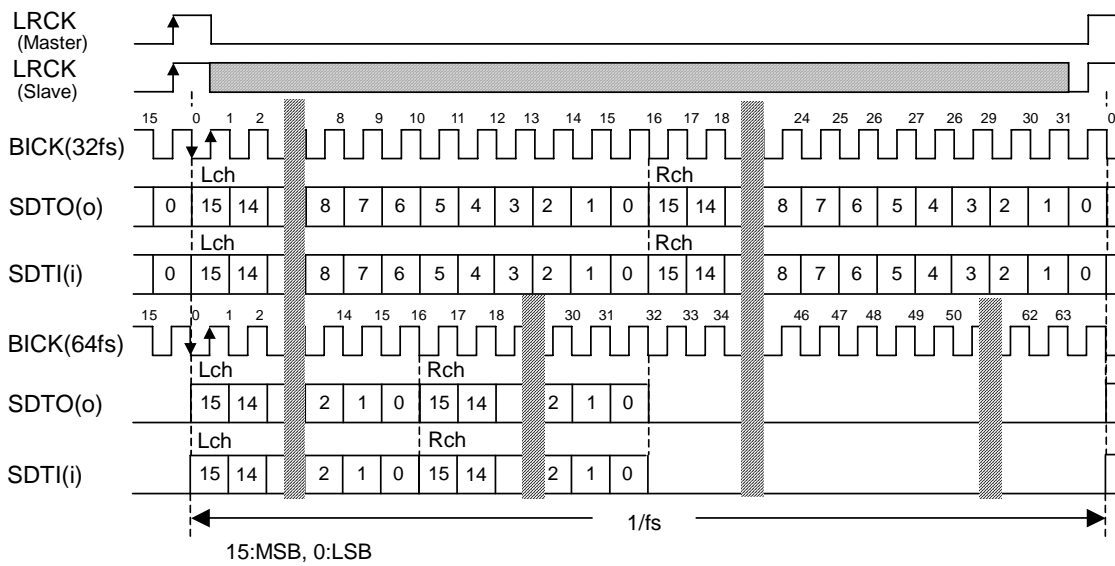 LRCK
(Master)
LRCK
(Slave)
15 0 1 2 8 9 10 11 12 13 14 15 16 17 18 24 25 26 27 26 29 30 31 0
BICK(32fs)
Lch Rch
SDTO(o) 0 15 14 8 7 6 5 4 3 2 1 0 15 14 8 7 6 5 4 3 2 1 0
Lch Rch
SDTI(i) 0 15 14 8 7 6 5 4 3 2 1 0 15 14 8 7 6 5 4 3 2 1 0
15 0 1 2 14 15 16 17 18 30 31 32 33 34 46 47 48 49 50 62 63
BICK(64fs)
Lch Rch
SDTO(o) 15 14 2 1 0 15 14 2 1 0
Lch Rch
SDTI(i) 15 14 2 1 0 15 14 2 1 0
1/fs
15:MSB, 0:LSB